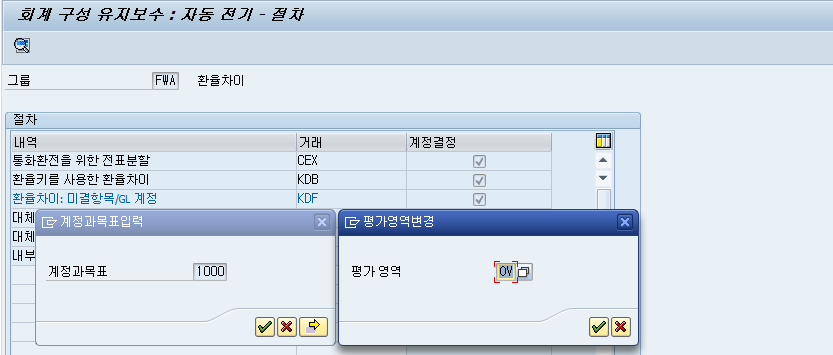 회계 구성 유지보수 : 자동 전기 - 절차
그룹 FWA 환율차이
절차
내역 거래 계정결정
통화환전을 위한 전표분할 CEX
환율키를 사용한 환율차이 KDB
환율차이: 미결항목/GL 계정 KDF
대체
대체
내부
계정과목표입력
계정과목표 1000
평가영역변경
평가 영역 OV